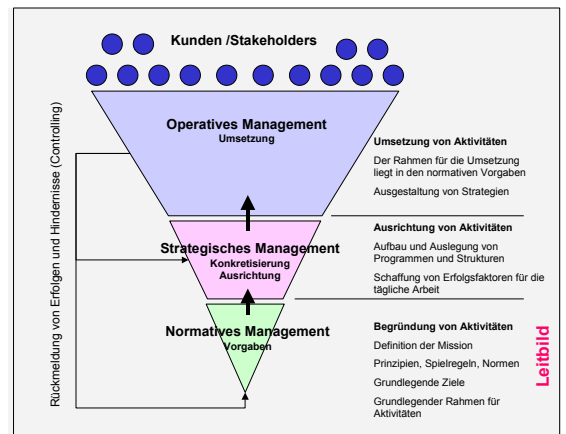 Kunden /Stakeholders
Operatives Management
Umsetzung
Umsetzung von Aktivitäten
Der Rahmen für die Umsetzung
liegt in den normativen Vorgaben
Ausgestaltung von Strategien
Strategisches Management
Konkretisierung
Ausrichtung
Ausrichtung von Aktivitäten
Aufbau und Auslegung von
Programmen und Strukturen
Schaffung von Erfolgsfaktoren für die
tägliche Arbeit
Normatives Management
Vorgaben
Begründung von Aktivitäten
Definition der Mission
Prinzipien, Spielregeln, Normen
Grundlegende Ziele
Grundlegender Rahmen für
Aktivitäten
Leitbild
Rückmeldung von Erfolgen und Hindernisse (Controlling)